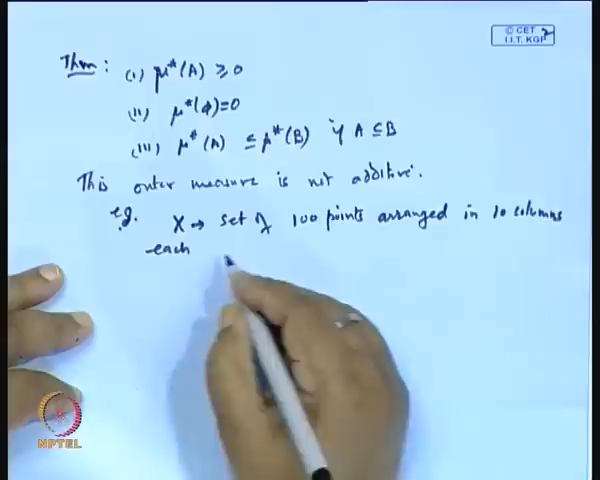 © CET
I.I.T. KGP
2
Thm : (i) μ*(A) ≥ 0
(ii) μ*(φ)=0
(iii) μ*(A) ≤ μ*(B) if A ⊆ B
This outer measure is not additive.
e.g. X → set of 100 points arranged in 10 columns
each
NPTEL